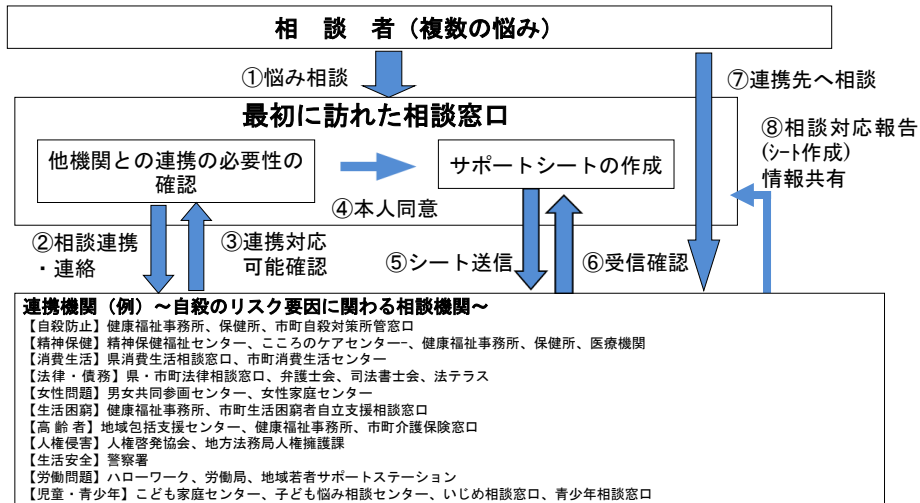 相 談 者（複数の悩み）
①悩み相談
⑦連携先へ相談
最初に訪れた相談窓口
他機関との連携の必要性の
確認
サポートシートの作成
④本人同意
⑧相談対応報告
(シート作成)
情報共有
②相談連携
・連絡
③連携対応
可能確認
⑤シート送信
⑥受信確認
連携機関（例）～自殺のリスク要因に関わる相談機関～
【自殺防止】健康福祉事務所、保健所、市町自殺対策所管窓口
【精神保健】精神保健福祉センター、こころのケアセンター-、健康福祉事務所、保健所、医療機関
【消費生活】県消費生活相談窓口、市町消費生活センター
【法律・債務】県・市町法律相談窓口、弁護士会、司法書士会、法テラス
【女性問題】男女共同参画センター、女性家庭センター
【生活困窮】健康福祉事務所、市町生活困窮者自立支援相談窓口
【高 齢 者】地域包括支援センター、健康福祉事務所、市町介護保険窓口
【人権侵害】人権啓発協会、地方法務局人権擁護課
【生活安全】警察署
【労働問題】ハローワーク、労働局、地域若者サポートステーション
【児童・青少年】こども家庭センター、子ども悩み相談センター、いじめ相談窓口、青少年相談窓口